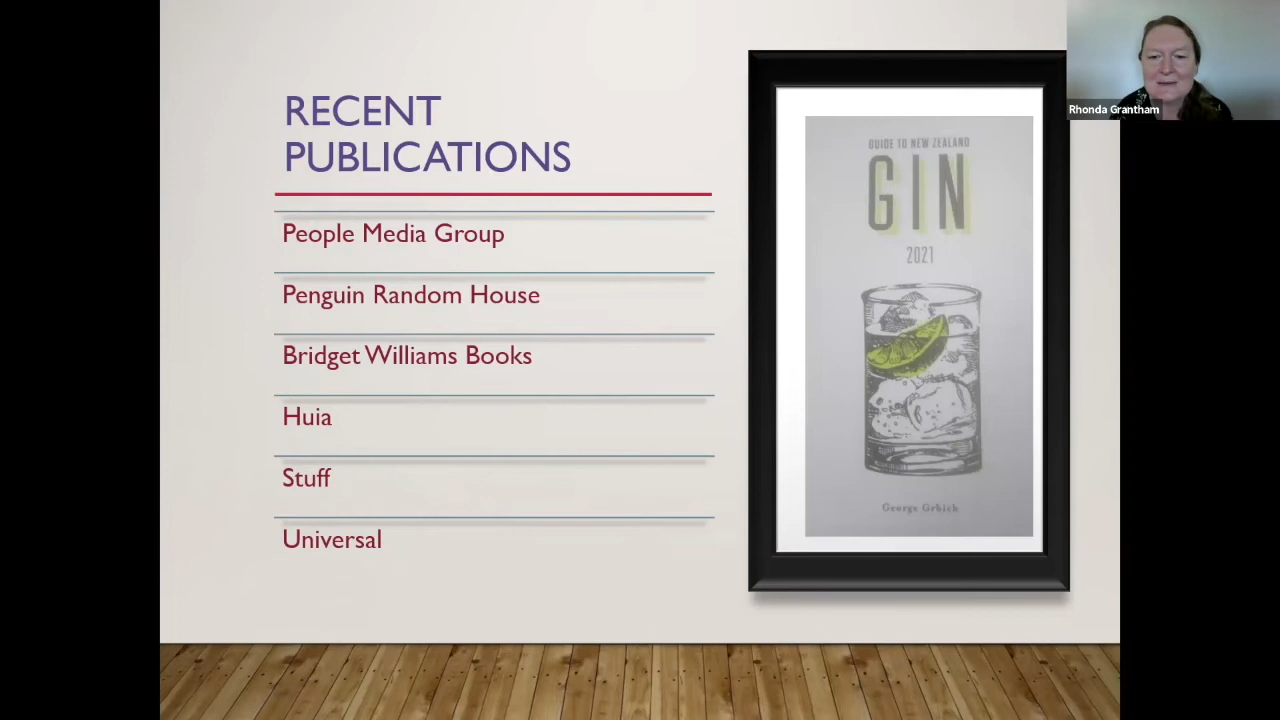 RECENT
PUBLICATIONS
People Media Group
Penguin Random House
Bridget Williams Books
Huia
Stuff
Universal
GUIDE TO NEW ZEALAND
GIN
2021
George Grbich
Rhonda Grantham